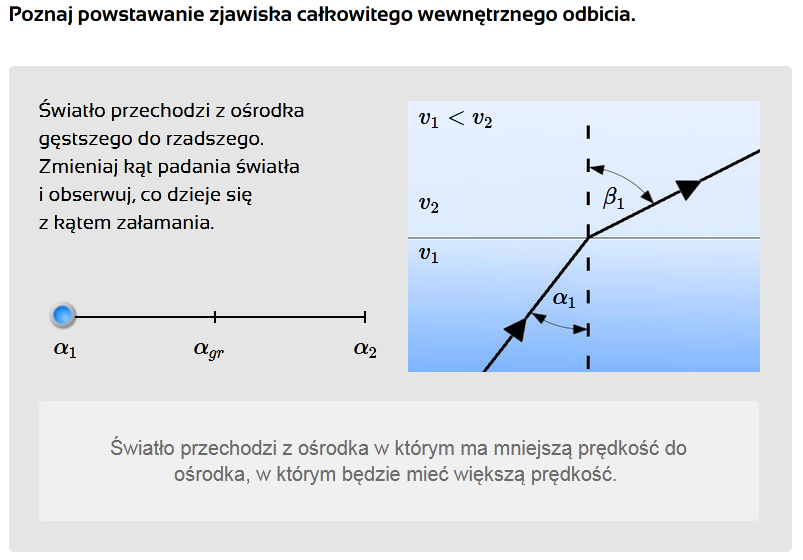 Poznaj powstawanie zjawiska całkowitego wewnętrznego odbicia.
Światło przechodzi z ośrodka
gęstszego do rzadszego.
Zmieniaj kąt padania światła
i obserwuj, co dzieje się
z kątem załamania.
α₁
α_gr
α₂
v₁ < v₂
v₂
β₁
v₁
α₁
Światło przechodzi z ośrodka w którym ma mniejszą prędkość do
ośrodka, w którym będzie mieć większą prędkość.